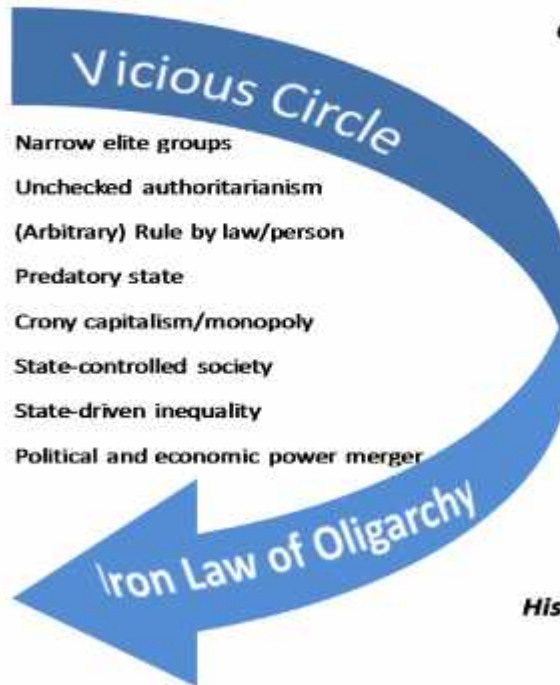 Vicious Circle
Narrow elite groups
Unchecked authoritarianism
(Arbitrary) Rule by law/person
Predatory state
Crony capitalism/monopoly
State-controlled society
State-driven inequality
Political and economic power merger
Iron Law of Oligarchy
His